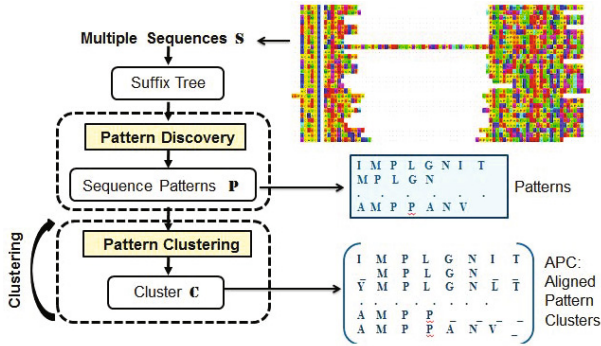 Multiple Sequences S
Suffix Tree
Pattern Discovery
Sequence Patterns P
I M P L G N I T
M P L G N
. . . . . . .
A M P P A N V
Patterns
Clustering
Pattern Clustering
Cluster C
I M P L G N I T
_ M P L G N _ _
Y M P L G N L T
. . . . . . .
A M P P _
A M P P A N V _
APC:
Aligned
Pattern
Clusters